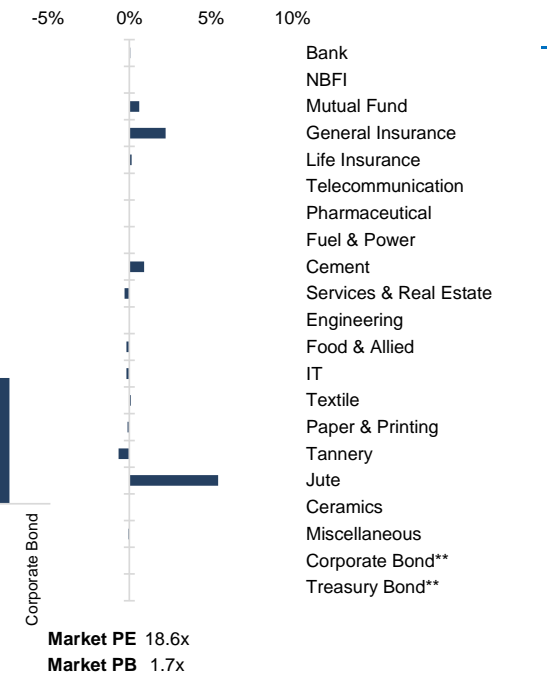 -5% 0% 5% 10%
Bank
NBFI
Mutual Fund
General Insurance
Life Insurance
Telecommunication
Pharmaceutical
Fuel & Power
Cement
Services & Real Estate
Engineering
Food & Allied
IT
Textile
Paper & Printing
Tannery
Jute
Ceramics
Miscellaneous
Corporate Bond**
Treasury Bond**
Corporate Bond
Market PE 18.6x
Market PB 1.7x